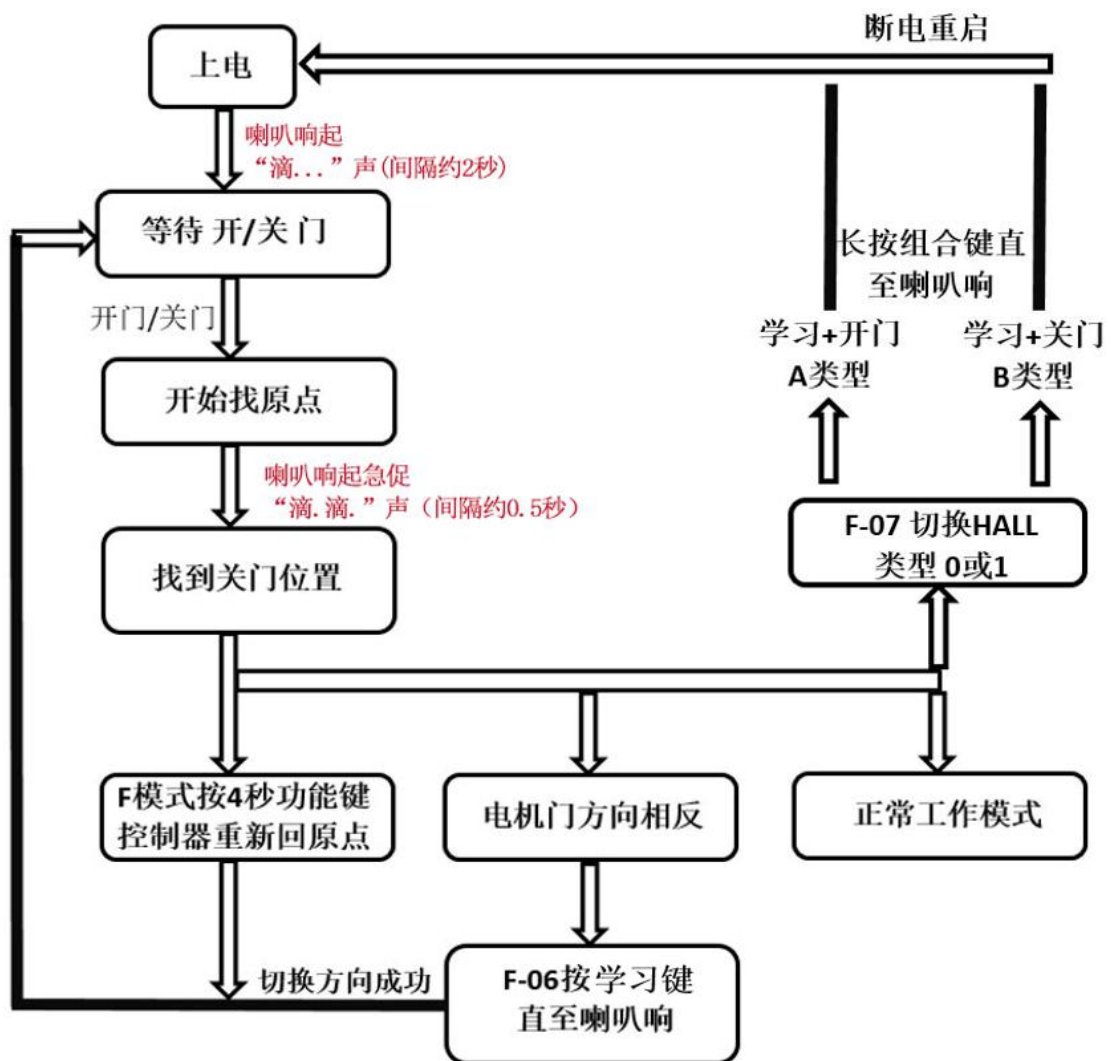 断电重启
上电
喇叭响起
“滴...”声(间隔约2秒)
等待 开/关 门
长按组合键直
至喇叭响
开门/关门
学习+开门
A类型
学习+关门
B类型
开始找原点
喇叭响起急促
“滴.滴.”声（间隔约0.5秒）
F-07 切换HALL
类型 0或1
找到关门位置
F模式按4秒功能键
控制器重新回原点
电机门方向相反
正常工作模式
切换方向成功
F-06按学习键
直至喇叭响